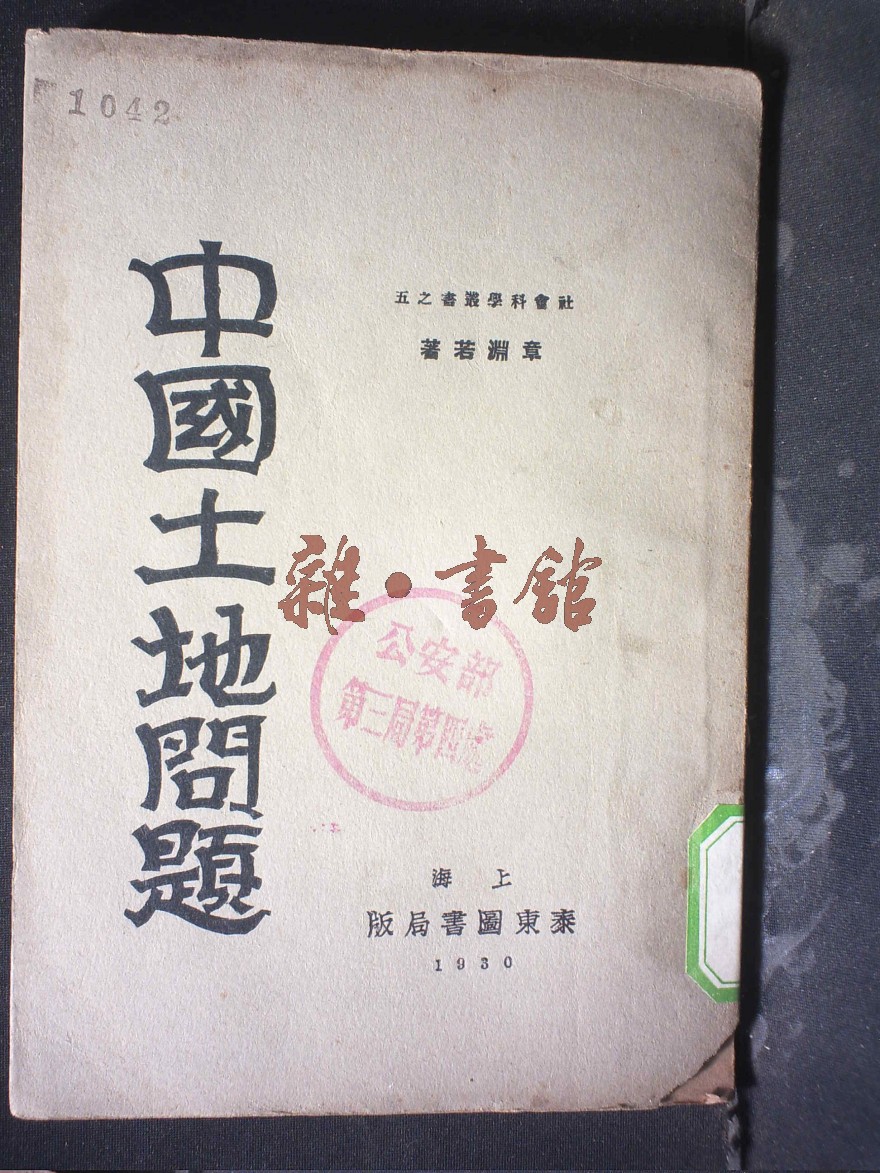 1042
社會科學叢書之五
章淵若著
中國土地問題
雜·書館
公安部
第三局第四處
上海
泰東圖書局版
1930